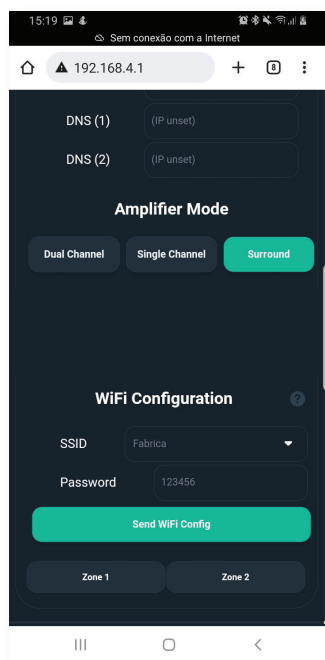 15:19
Sem conexão com a Internet
192.168.4.1
8
DNS (1) (IP unset)
DNS (2) (IP unset)
Amplifier Mode
Dual Channel Single Channel Surround
WiFi Configuration ?
SSID Fabrica
Password 123456
Send WiFi Config
Zone 1 Zone 2